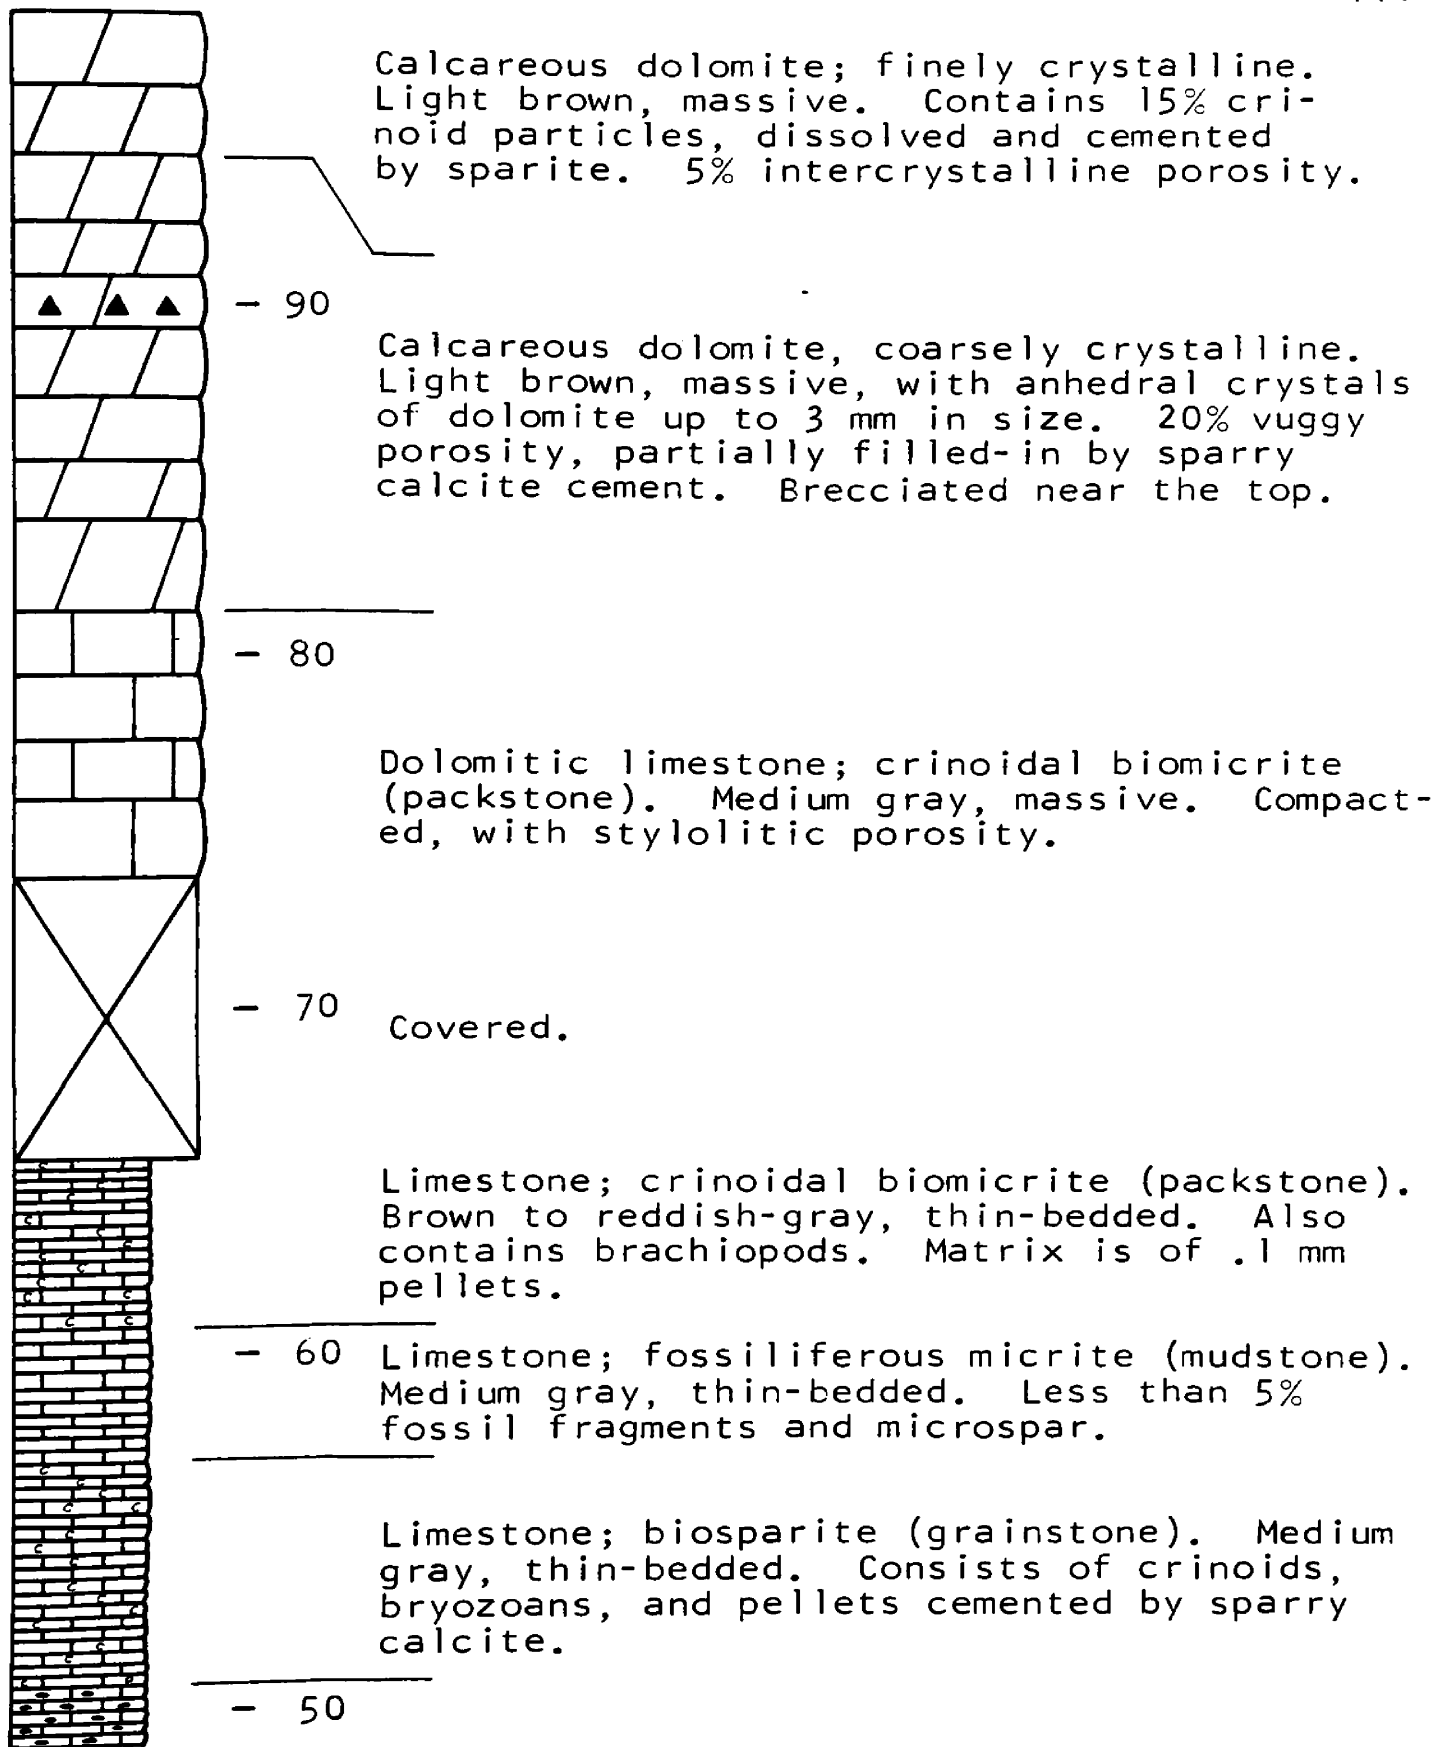 Calcareous dolomite; finely crystalline.
Light brown, massive. Contains 15% cri-
noid particles, dissolved and cemented
by sparite. 5% intercrystalline porosity.
- 90
Calcareous dolomite, coarsely crystalline.
Light brown, massive, with anhedral crystals
of dolomite up to 3 mm in size. 20% vuggy
porosity, partially filled-in by sparry
calcite cement. Brecciated near the top.
- 80
Dolomitic limestone; crinoidal biomicrite
(packstone). Medium gray, massive. Compact-
ed, with stylolitic porosity.
- 70
Covered.
Limestone; crinoidal biomicrite (packstone).
Brown to reddish-gray, thin-bedded. Also
contains brachiopods. Matrix is of .1 mm
pellets.
- 60
Limestone; fossiliferous micrite (mudstone).
Medium gray, thin-bedded. Less than 5%
fossil fragments and microspar.
Limestone; biosparite (grainstone). Medium
gray, thin-bedded. Consists of crinoids,
bryozoans, and pellets cemented by sparry
calcite.
- 50